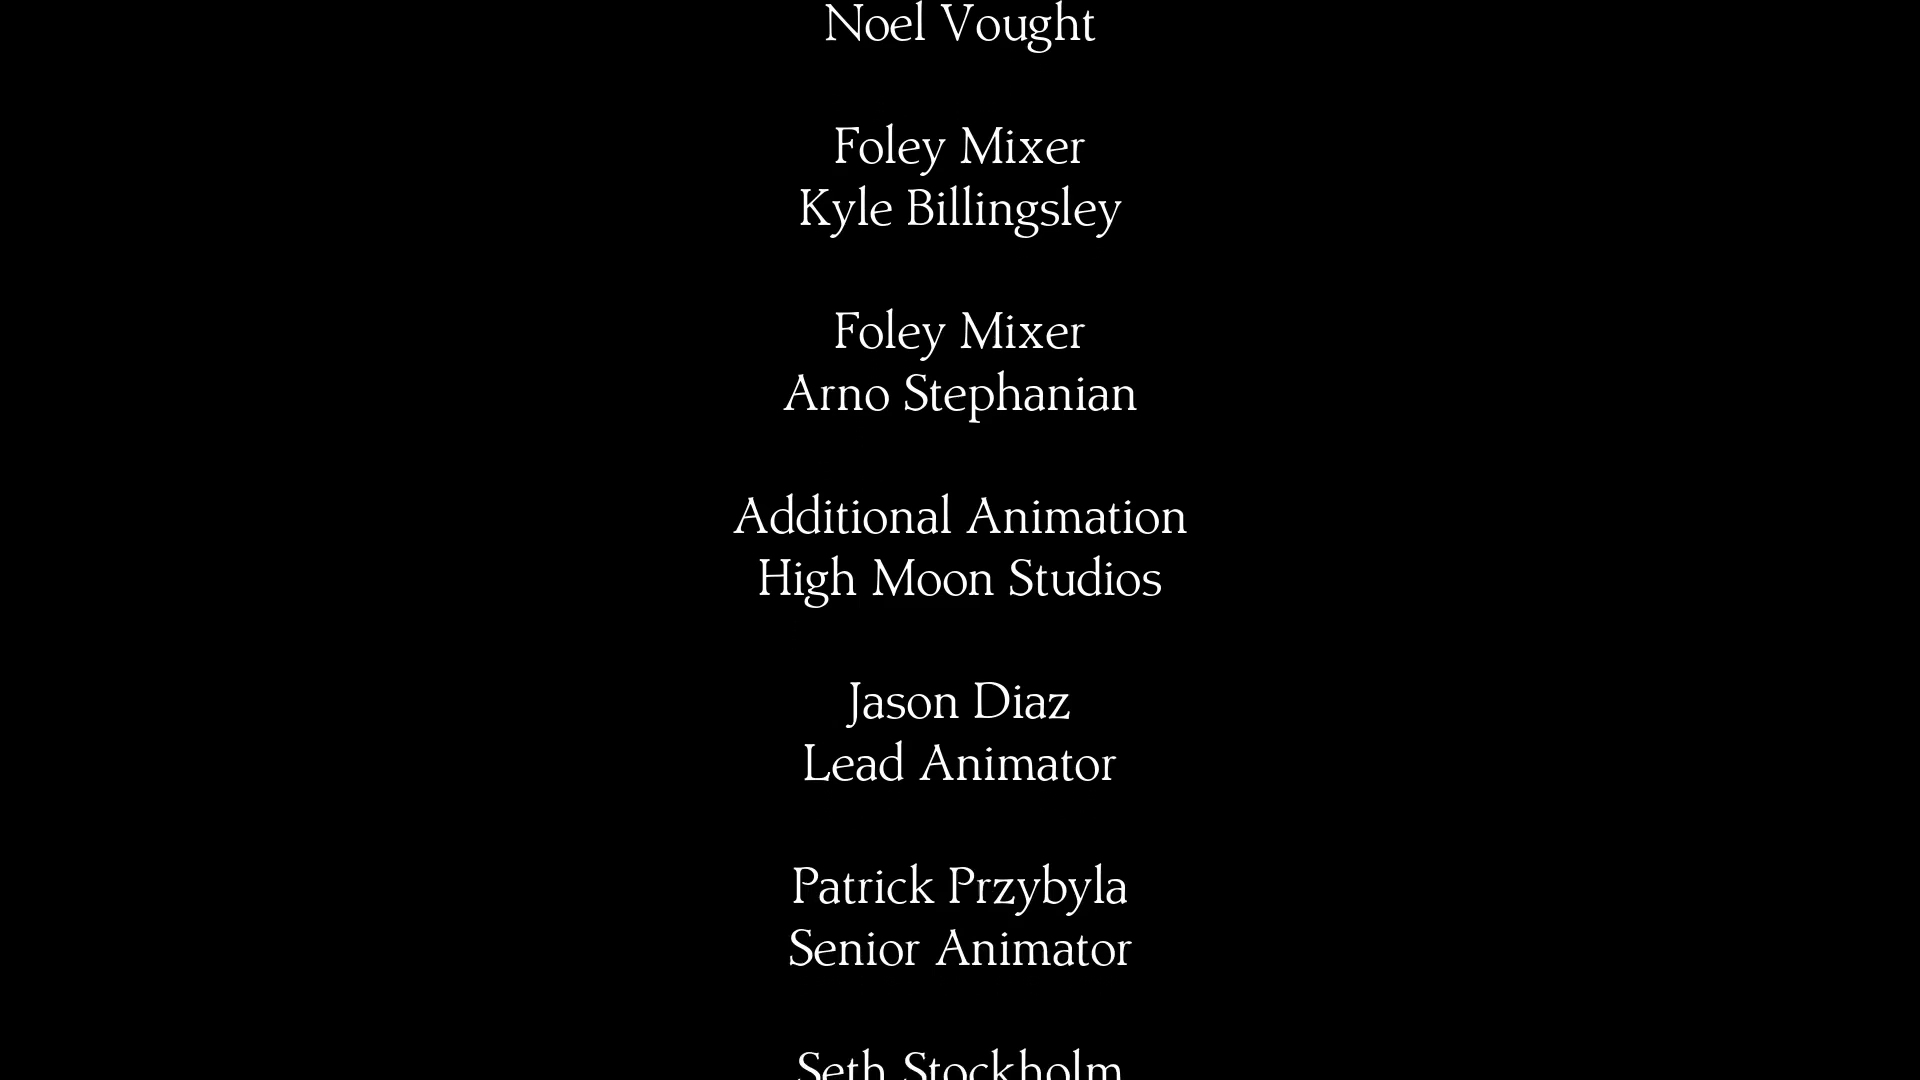 Noel Vought
Foley Mixer
Kyle Billingsley
Foley Mixer
Arno Stephanian
Additional Animation
High Moon Studios
Jason Diaz
Lead Animator
Patrick Przybyla
Senior Animator
Seth Stockholm